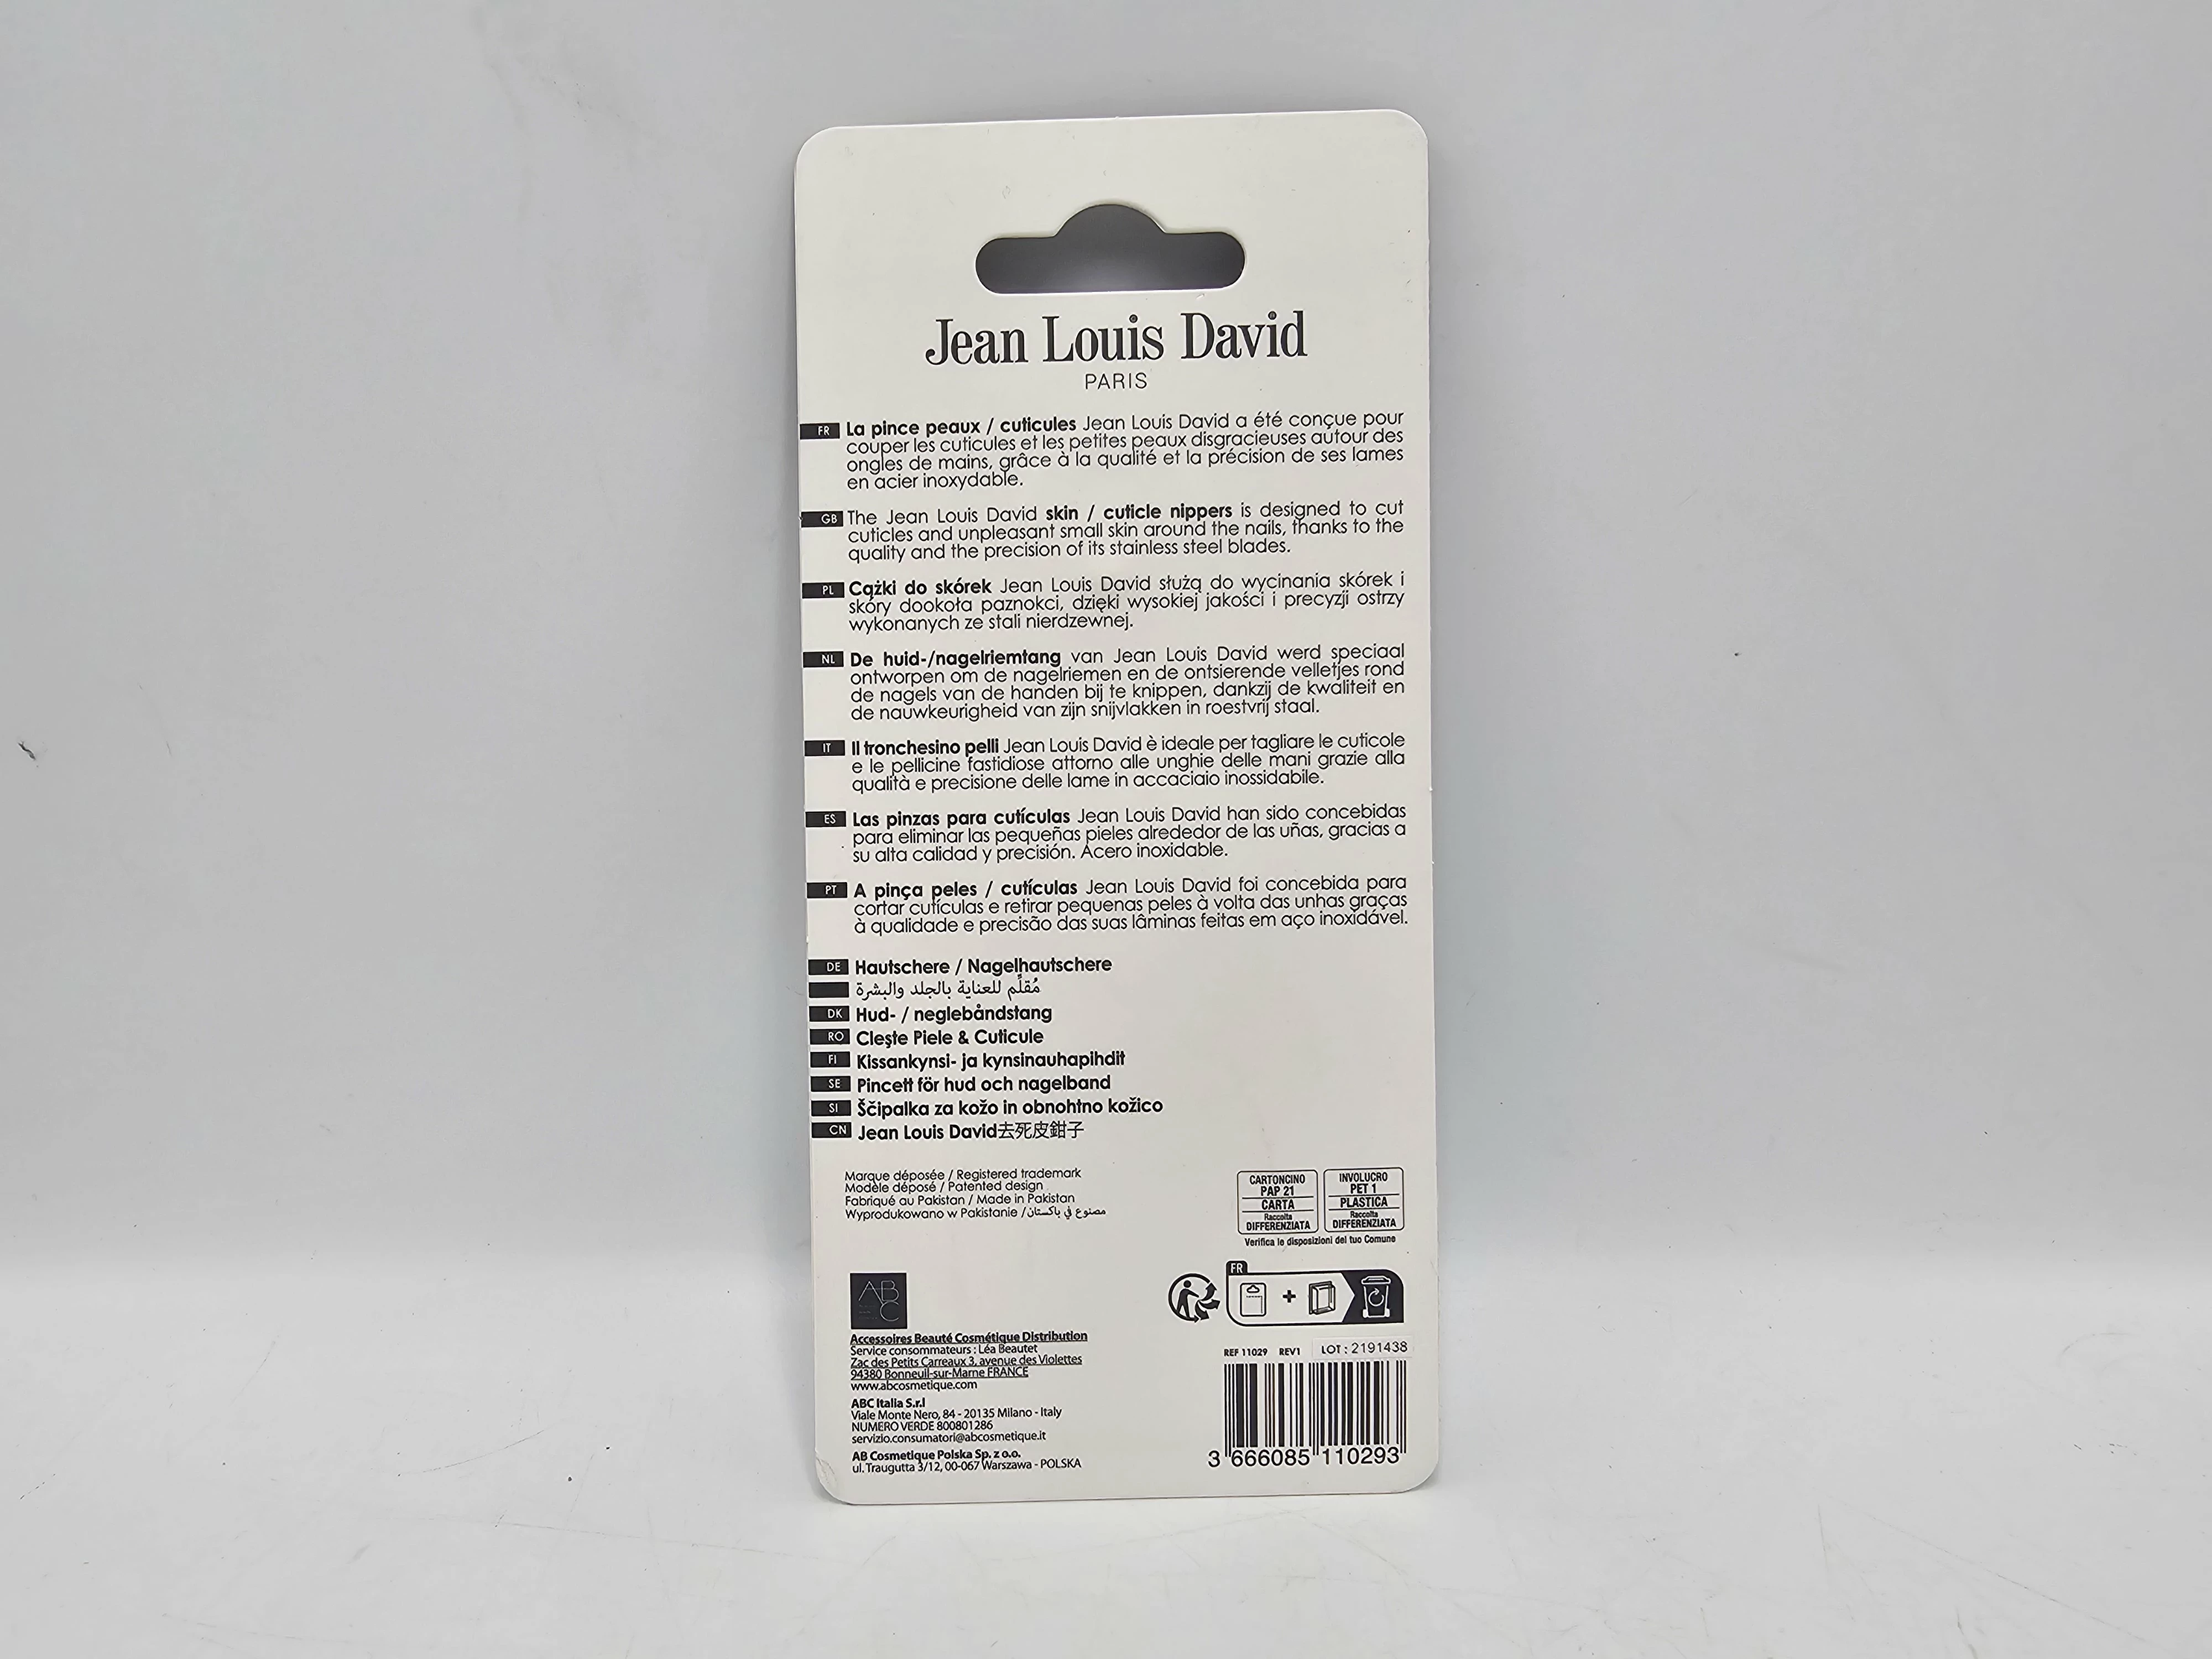 Jean Louis David
PARIS
FR La pince peaux / cuticules Jean Louis David a été conçue pour
couper les cuticules et les petites peaux disgracieuses autour des
ongles de mains, grâce à la qualité et la précision de ses lames
en acier inoxydable.
GB The Jean Louis David skin / cuticle nippers is designed to cut
cuticles and unpleasant small skin around the nails, thanks to the
quality and the precision of its stainless steel blades.
PL Cążki do skórek Jean Louis David służą do wycinania skórek i
skóry dookoła paznokci, dzięki wysokiej jakości i precyzji ostrzy
wykonanych ze stali nierdzewnej.
NL De huid-/nagelriemtang van Jean Louis David werd speciaal
ontworpen om de nagelriemen en de ontsierende velletjes rond
de nagels van de handen bij te knippen, dankzij de kwaliteit en
de nauwkeurigheid van zijn snijvlakken in roestvrij staal.
IT Il tronchesino pelli Jean Louis David è ideale per tagliare le cuticole
e le pellicine fastidiose attorno alle unghie delle mani grazie alla
qualità e precisione delle lame in accaciaio inossidabile.
ES Las pinzas para cutículas Jean Louis David han sido concebidas
para eliminar las pequeñas pieles alrededor de las uñas, gracias a
su alta calidad y precisión. Acero inoxidable.
PT A pinça peles / cutículas Jean Louis David foi concebida para
cortar cutículas e retirar pequenas peles à volta das unhas graças
à qualidade e precisão das suas lâminas feitas em aço inoxidável.
DE Hautschere / Nagelhautschere
مُقلِّم للعناية بالجلد والبشرة
DK Hud- / neglebåndstang
RO Cleşte Piele & Cuticule
FI Kissankynsi- ja kynsinauhapihdit
SE Pincett för hud och nagelband
SI Ščipalka za kožo in obnohtno kožico
CN Jean Louis David去死皮鉗子
Marque déposée / Registered trademark
Modèle déposé / Patented design
Fabriqué au Pakistan / Made in Pakistan
Wyprodukowano w Pakistanie / مصنوع في باكستان
CARTONCINO
PAP 21
CARTA
Raccolta
DIFFERENZIATA
INVOLUCRO
PET 1
PLASTICA
Raccolta
DIFFERENZIATA
Verifica le disposizioni del tuo Comune
FR
ABC
Accessoires Beauté Cosmétique Distribution
Service consommateurs : Léa Beautet
Zac des Petits Carreaux 3, avenue des Violettes
94380 Bonneuil-sur-Marne FRANCE
www.abcosmetique.com
ABC Italia S.r.l
Viale Monte Nero, 84 - 20135 Milano - Italy
NUMERO VERDE 800801286
servizio.consumatori@abcosmetique.it
AB Cosmetique Polska Sp. z o.o.
ul. Traugutta 3/12, 00-067 Warszawa - POLSKA
REF 11029 REV1 LOT : 2191438
3 666085 110293